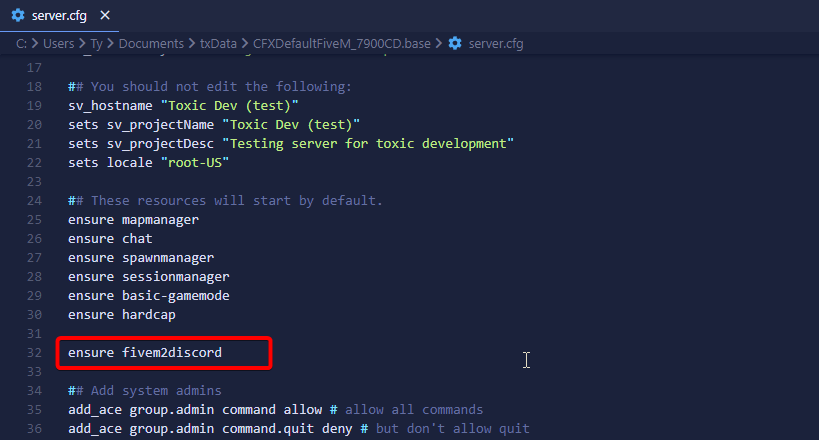 server.cfg
C: > Users > Ty > Documents > txData > CFXDefaultFiveM_7900CD.base > server.cfg
17
18 ## You should not edit the following:
19 sv_hostname "Toxic Dev (test)"
20 sets sv_projectName "Toxic Dev (test)"
21 sets sv_projectDesc "Testing server for toxic development"
22 sets locale "root-US"
23
24 ## These resources will start by default.
25 ensure mapmanager
26 ensure chat
27 ensure spawnmanager
28 ensure sessionmanager
29 ensure basic-gamemode
30 ensure hardcap
31
32 ensure fivem2discord
33
34 ## Add system admins
35 add_ace group.admin command allow # allow all commands
36 add_ace group.admin command.quit deny # but don't allow quit